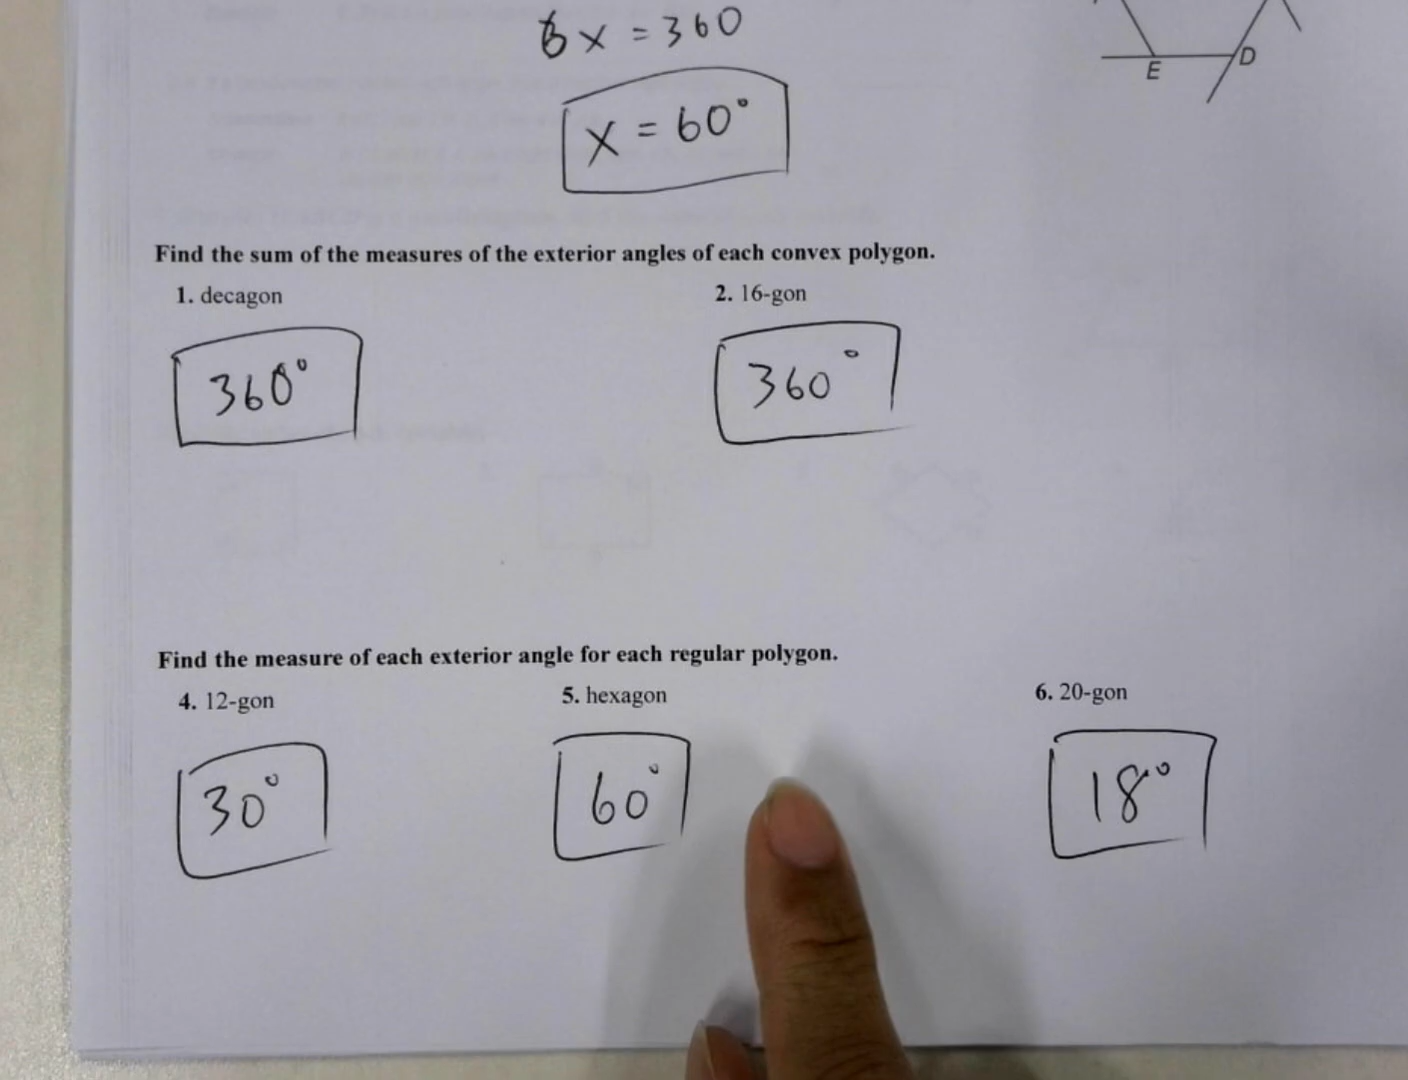 6x = 360
x = 60°
E
D
Find the sum of the measures of the exterior angles of each convex polygon.
1. decagon 2. 16-gon
360° 360°
Find the measure of each exterior angle for each regular polygon.
4. 12-gon 5. hexagon 6. 20-gon
30° 60° 18°